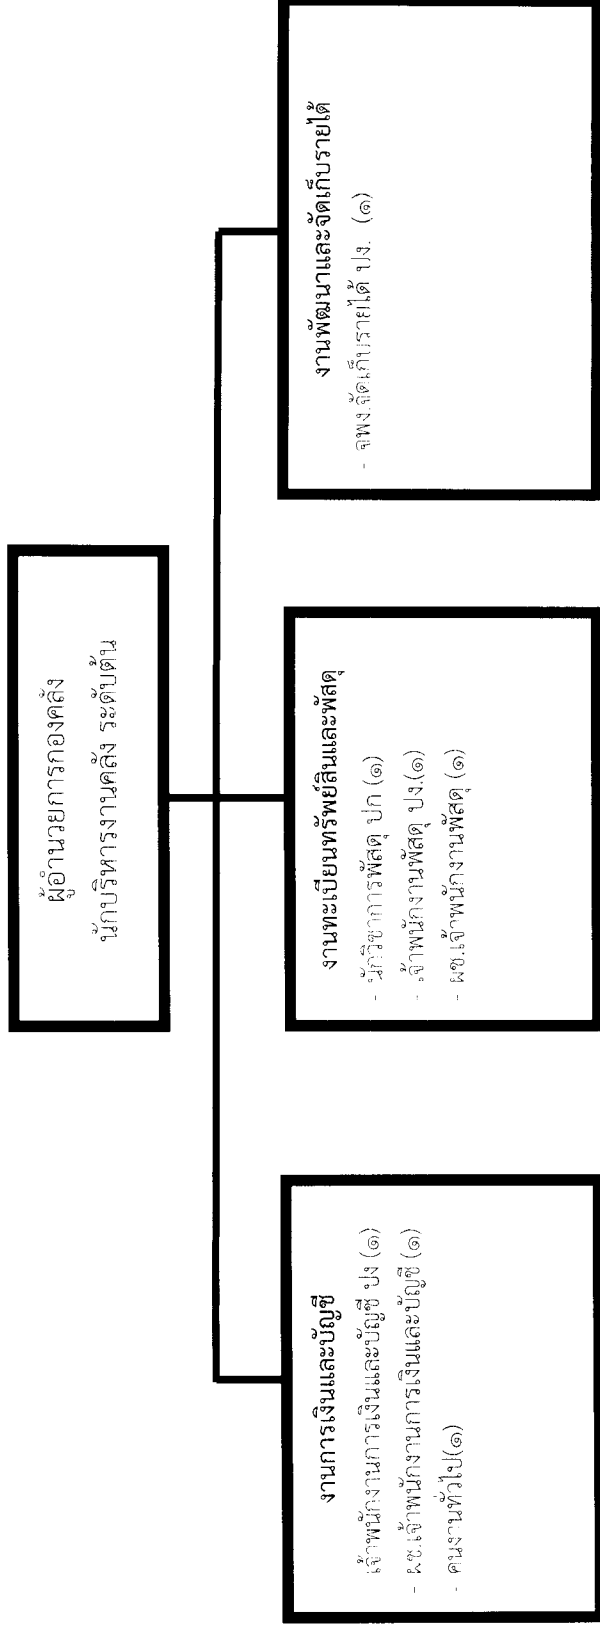 ผู้อำนวยการกองคลัง
นักบริหารงานคลัง ระดับต้น
งานการเงินและบัญชี
เจ้าพนักงานการเงินและบัญชี ปง (๑)
- ผช.เจ้าพนักงานการเงินและบัญชี (๑)
- คนงานทั่วไป(๑)
งานทะเบียนทรัพย์สินและพัสดุ
- นักวิชาการพัสดุ ปก (๑)
- เจ้าพนักงานพัสดุ ปง.(๑)
- ผช.เจ้าพนักงานพัสดุ (๑)
งานพัฒนาและจัดเก็บรายได้
- จพง.จัดเก็บรายได้ ปง. (๑)